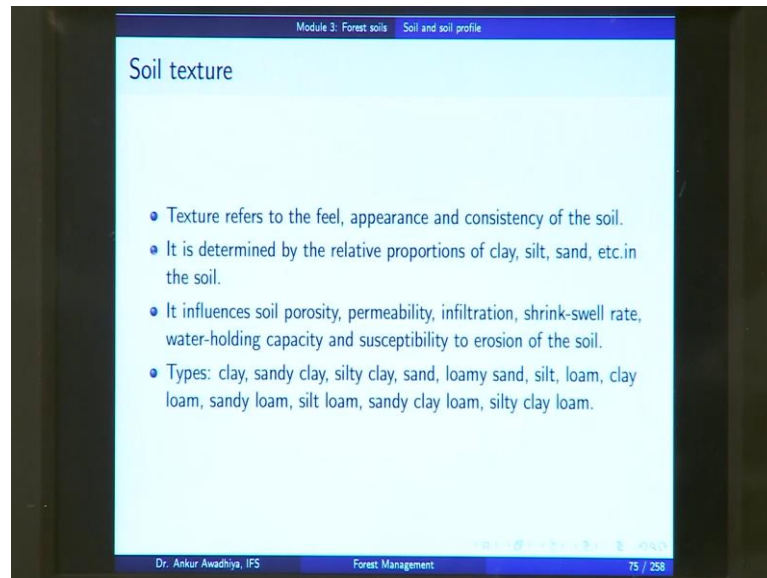 Module 3: Forest soils Soil and soil profile
Soil texture
Texture refers to the feel, appearance and consistency of the soil.
It is determined by the relative proportions of clay, silt, sand, etc.in
the soil.
It influences soil porosity, permeability, infiltration, shrink-swell rate,
water-holding capacity and susceptibility to erosion of the soil.
Types: clay, sandy clay, silty clay, sand, loamy sand, silt, loam, clay
loam, sandy loam, silt loam, sandy clay loam, silty clay loam.
Dr. Ankur Awadhiya, IFS Forest Management 75 / 258